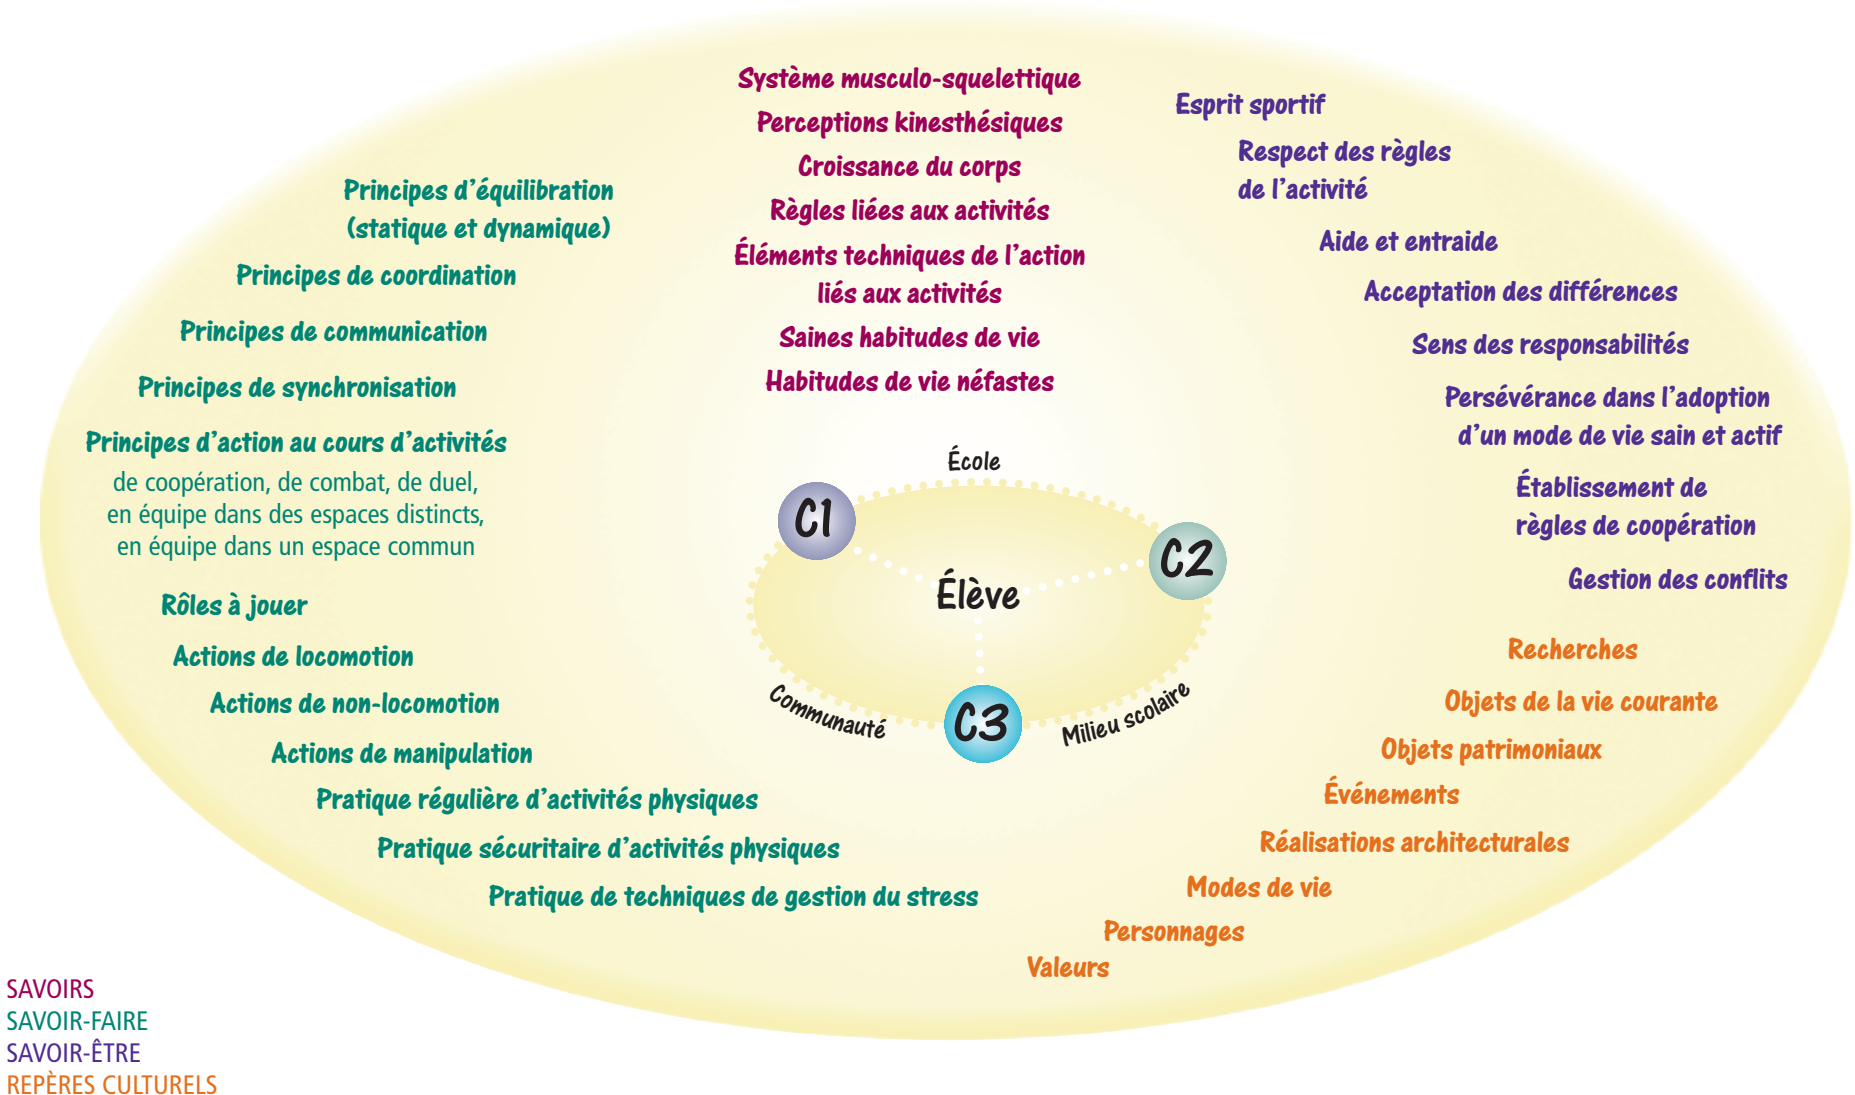 Système musculo-squelettique
Perceptions kinesthésiques
Croissance du corps
Règles liées aux activités
Éléments techniques de l’action
liés aux activités
Saines habitudes de vie
Habitudes de vie néfastes
Esprit sportif
Respect des règles
de l’activité
Aide et entraide
Acceptation des différences
Sens des responsabilités
Persévérance dans l’adoption
d’un mode de vie sain et actif
Établissement de
règles de coopération
Gestion des conflits
Principes d’équilibration
(statique et dynamique)
Principes de coordination
Principes de communication
Principes de synchronisation
Principes d’action au cours d’activités
de coopération, de combat, de duel,
en équipe dans des espaces distincts,
en équipe dans un espace commun
Rôles à jouer
Actions de locomotion
Actions de non-locomotion
Actions de manipulation
Pratique régulière d’activités physiques
Pratique sécuritaire d’activités physiques
Pratique de techniques de gestion du stress
École
C1
C2
Élève
C3
Communauté
Milieu scolaire
Recherches
Objets de la vie courante
Objets patrimoniaux
Événements
Réalisations architecturales
Modes de vie
Personnages
Valeurs
SAVOIRS
SAVOIR-FAIRE
SAVOIR-ÊTRE
REPÈRES CULTURELS